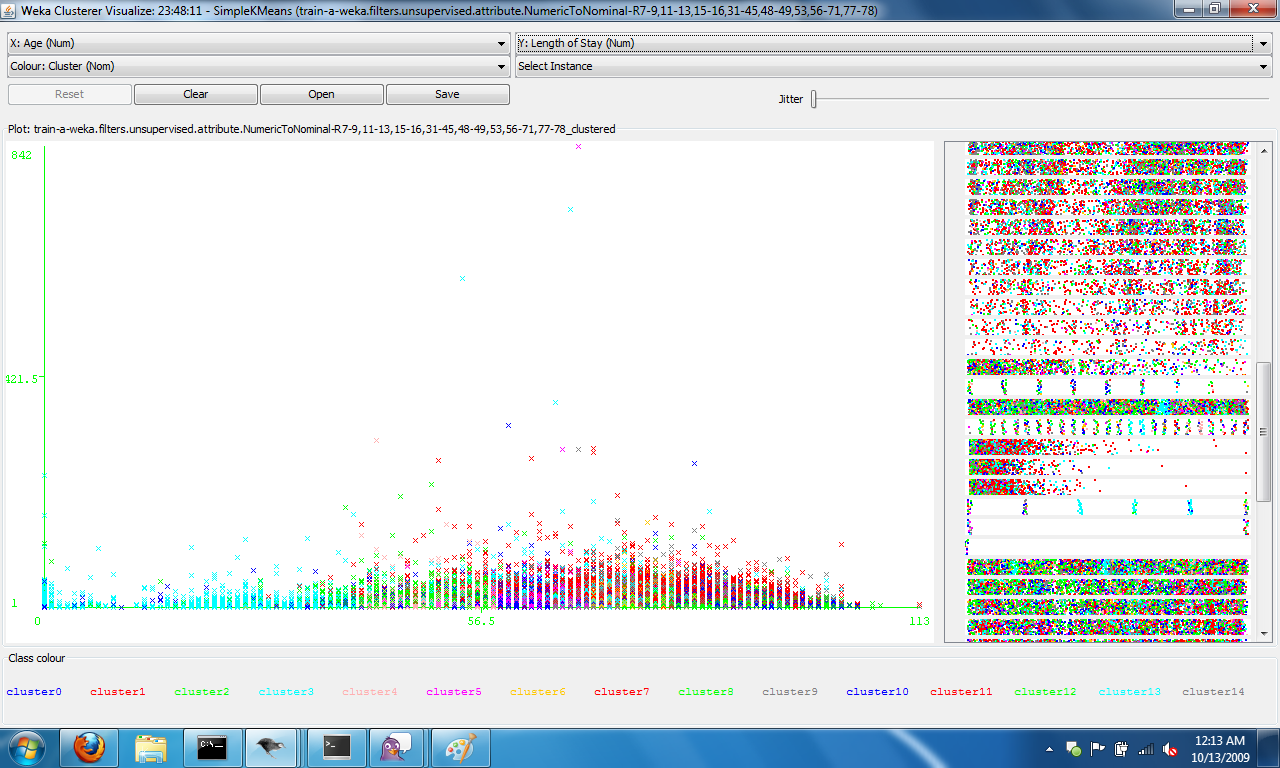 Weka Clusterer Visualize: 23:48:11 - SimpleKMeans (train-a-weka.filters.unsupervised.attribute.NumericToNominal-R7-9,11-13,15-16,31-45,48-49,53,56-71,77-78)
X: Age (Num) Y: Length of Stay (Num)
Colour: Cluster (Nom) Select Instance
Reset Clear Open Save Jitter
Plot: train-a-weka.filters.unsupervised.attribute.NumericToNominal-R7-9,11-13,15-16,31-45,48-49,53,56-71,77-78_clustered
842
421.5
1
0 56.5 113
Class colour
cluster0 cluster1 cluster2 cluster3 cluster4 cluster5 cluster6 cluster7 cluster8 cluster9 cluster10 cluster11 cluster12 cluster13 cluster14
C:\
>_
12:13 AM
10/13/2009